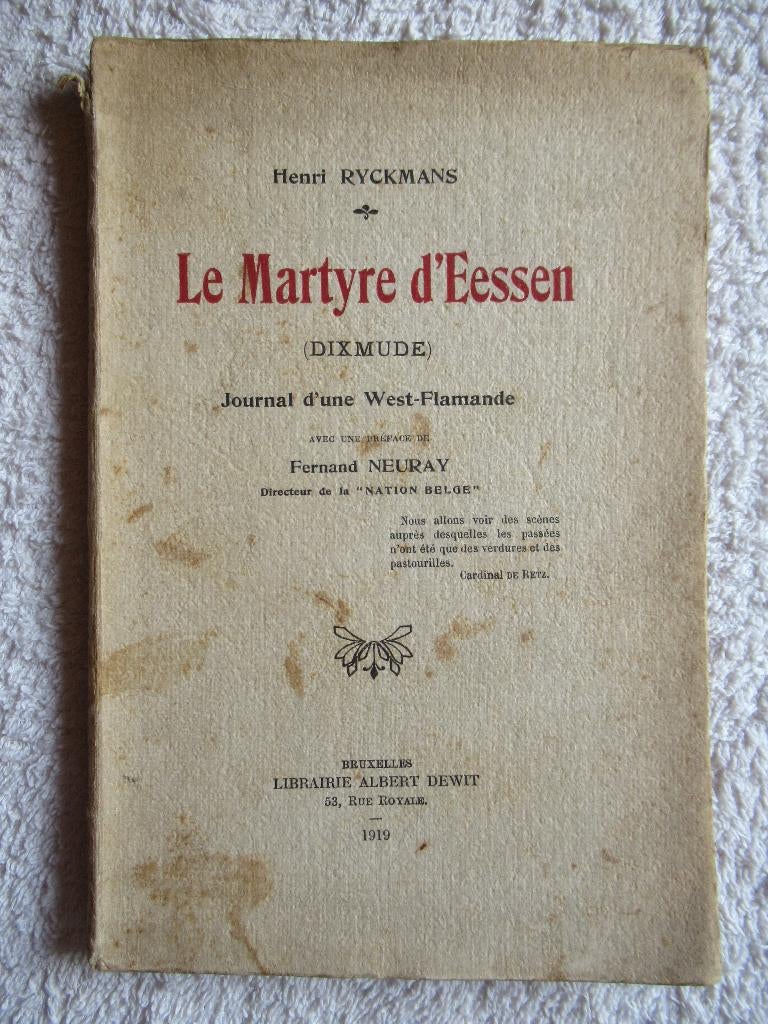 Henri RYCKMANS
Le Martyre d'Eessen
(DIXMUDE)
Journal d'une West-Flamande
AVEC UNE PRÉFACE DE
Fernand NEURAY
Directeur de la "NATION BELGE"
Nous allons voir des scènes
auprès desquelles les passées
n'ont été que des verdures et des
pastourilles.
Cardinal DE RETZ.
BRUXELLES
LIBRAIRIE ALBERT DEWIT
53, RUE ROYALE.
1919